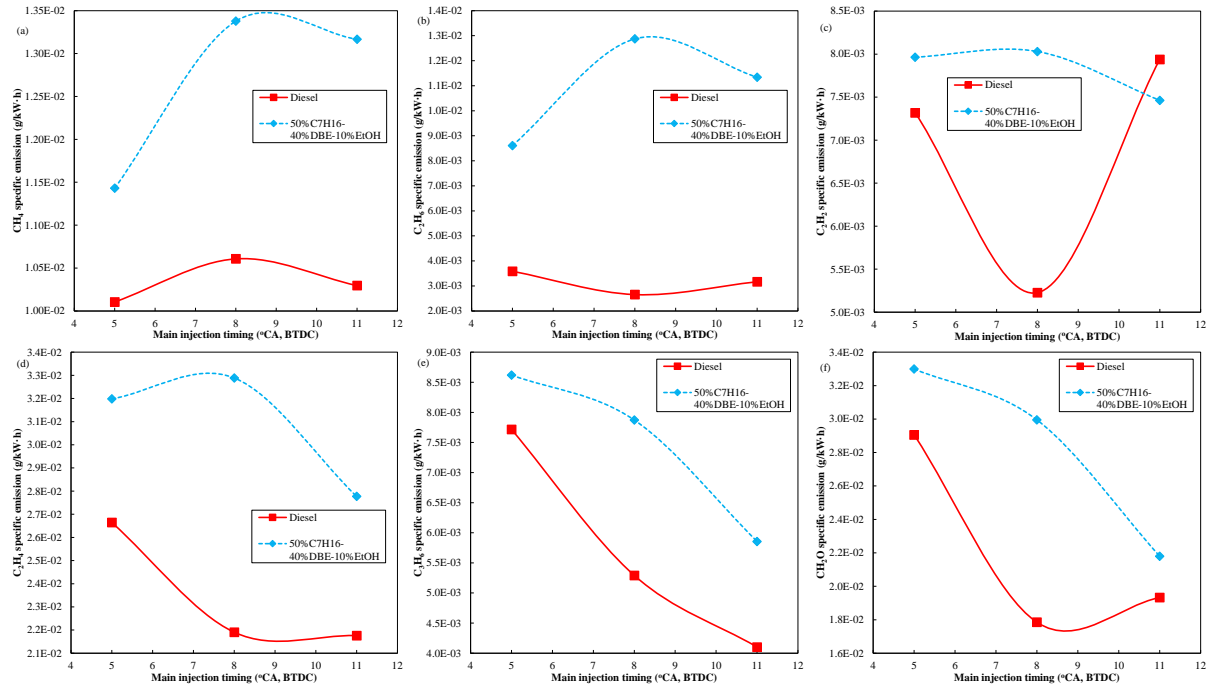 (a)
CH4 specific emission (g/kW·h)
1.35E-02
1.30E-02
1.25E-02
1.20E-02
1.15E-02
1.10E-02
1.05E-02
1.00E-02
Diesel
50%C7H16-
40%DBE-10%EtOH
4 5 6 7 8 9 10 11 12
Main injection timing (ºCA, BTDC)
(b)
C2H6 specific emission (g/kW·h)
1.4E-02
1.3E-02
1.2E-02
1.1E-02
1.0E-02
9.0E-03
8.0E-03
7.0E-03
6.0E-03
5.0E-03
4.0E-03
3.0E-03
2.0E-03
Diesel
50%C7H16-
40%DBE-10%EtOH
4 5 6 7 8 9 10 11 12
Main injection timing (ºCA, BTDC)
(c)
C2H2 specific emission (g/kW·h)
8.5E-03
8.0E-03
7.5E-03
7.0E-03
6.5E-03
6.0E-03
5.5E-03
5.0E-03
Diesel
50%C7H16-
40%DBE-10%EtOH
4 5 6 7 8 9 10 11 12
Main injection timing (ºCA, BTDC)
(d)
C2H4 specific emission (g/kW·h)
3.4E-02
3.3E-02
3.2E-02
3.1E-02
3.0E-02
2.9E-02
2.8E-02
2.7E-02
2.6E-02
2.5E-02
2.4E-02
2.3E-02
2.2E-02
2.1E-02
Diesel
50%C7H16-
40%DBE-10%EtOH
4 5 6 7 8 9 10 11 12
Main injection timing (ºCA, BTDC)
(e)
C3H6 specific emission (g/kW·h)
9.0E-03
8.5E-03
8.0E-03
7.5E-03
7.0E-03
6.5E-03
6.0E-03
5.5E-03
5.0E-03
4.5E-03
4.0E-03
Diesel
50%C7H16-
40%DBE-10%EtOH
4 5 6 7 8 9 10 11 12
Main injection timing (ºCA, BTDC)
(f)
CH2O specific emission (g/kW·h)
3.4E-02
3.2E-02
3.0E-02
2.8E-02
2.6E-02
2.4E-02
2.2E-02
2.0E-02
1.8E-02
1.6E-02
Diesel
50%C7H16-
40%DBE-10%EtOH
4 5 6 7 8 9 10 11 12
Main injection timing (ºCA, BTDC)